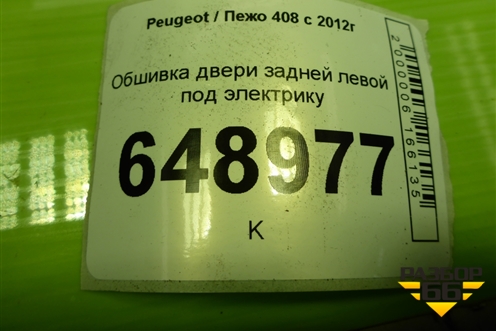 Peugeot / Пежо 408 с 2012г
Обшивка двери задней левой
под электрику
648977
К
2000006166135
РАЗБОР
66